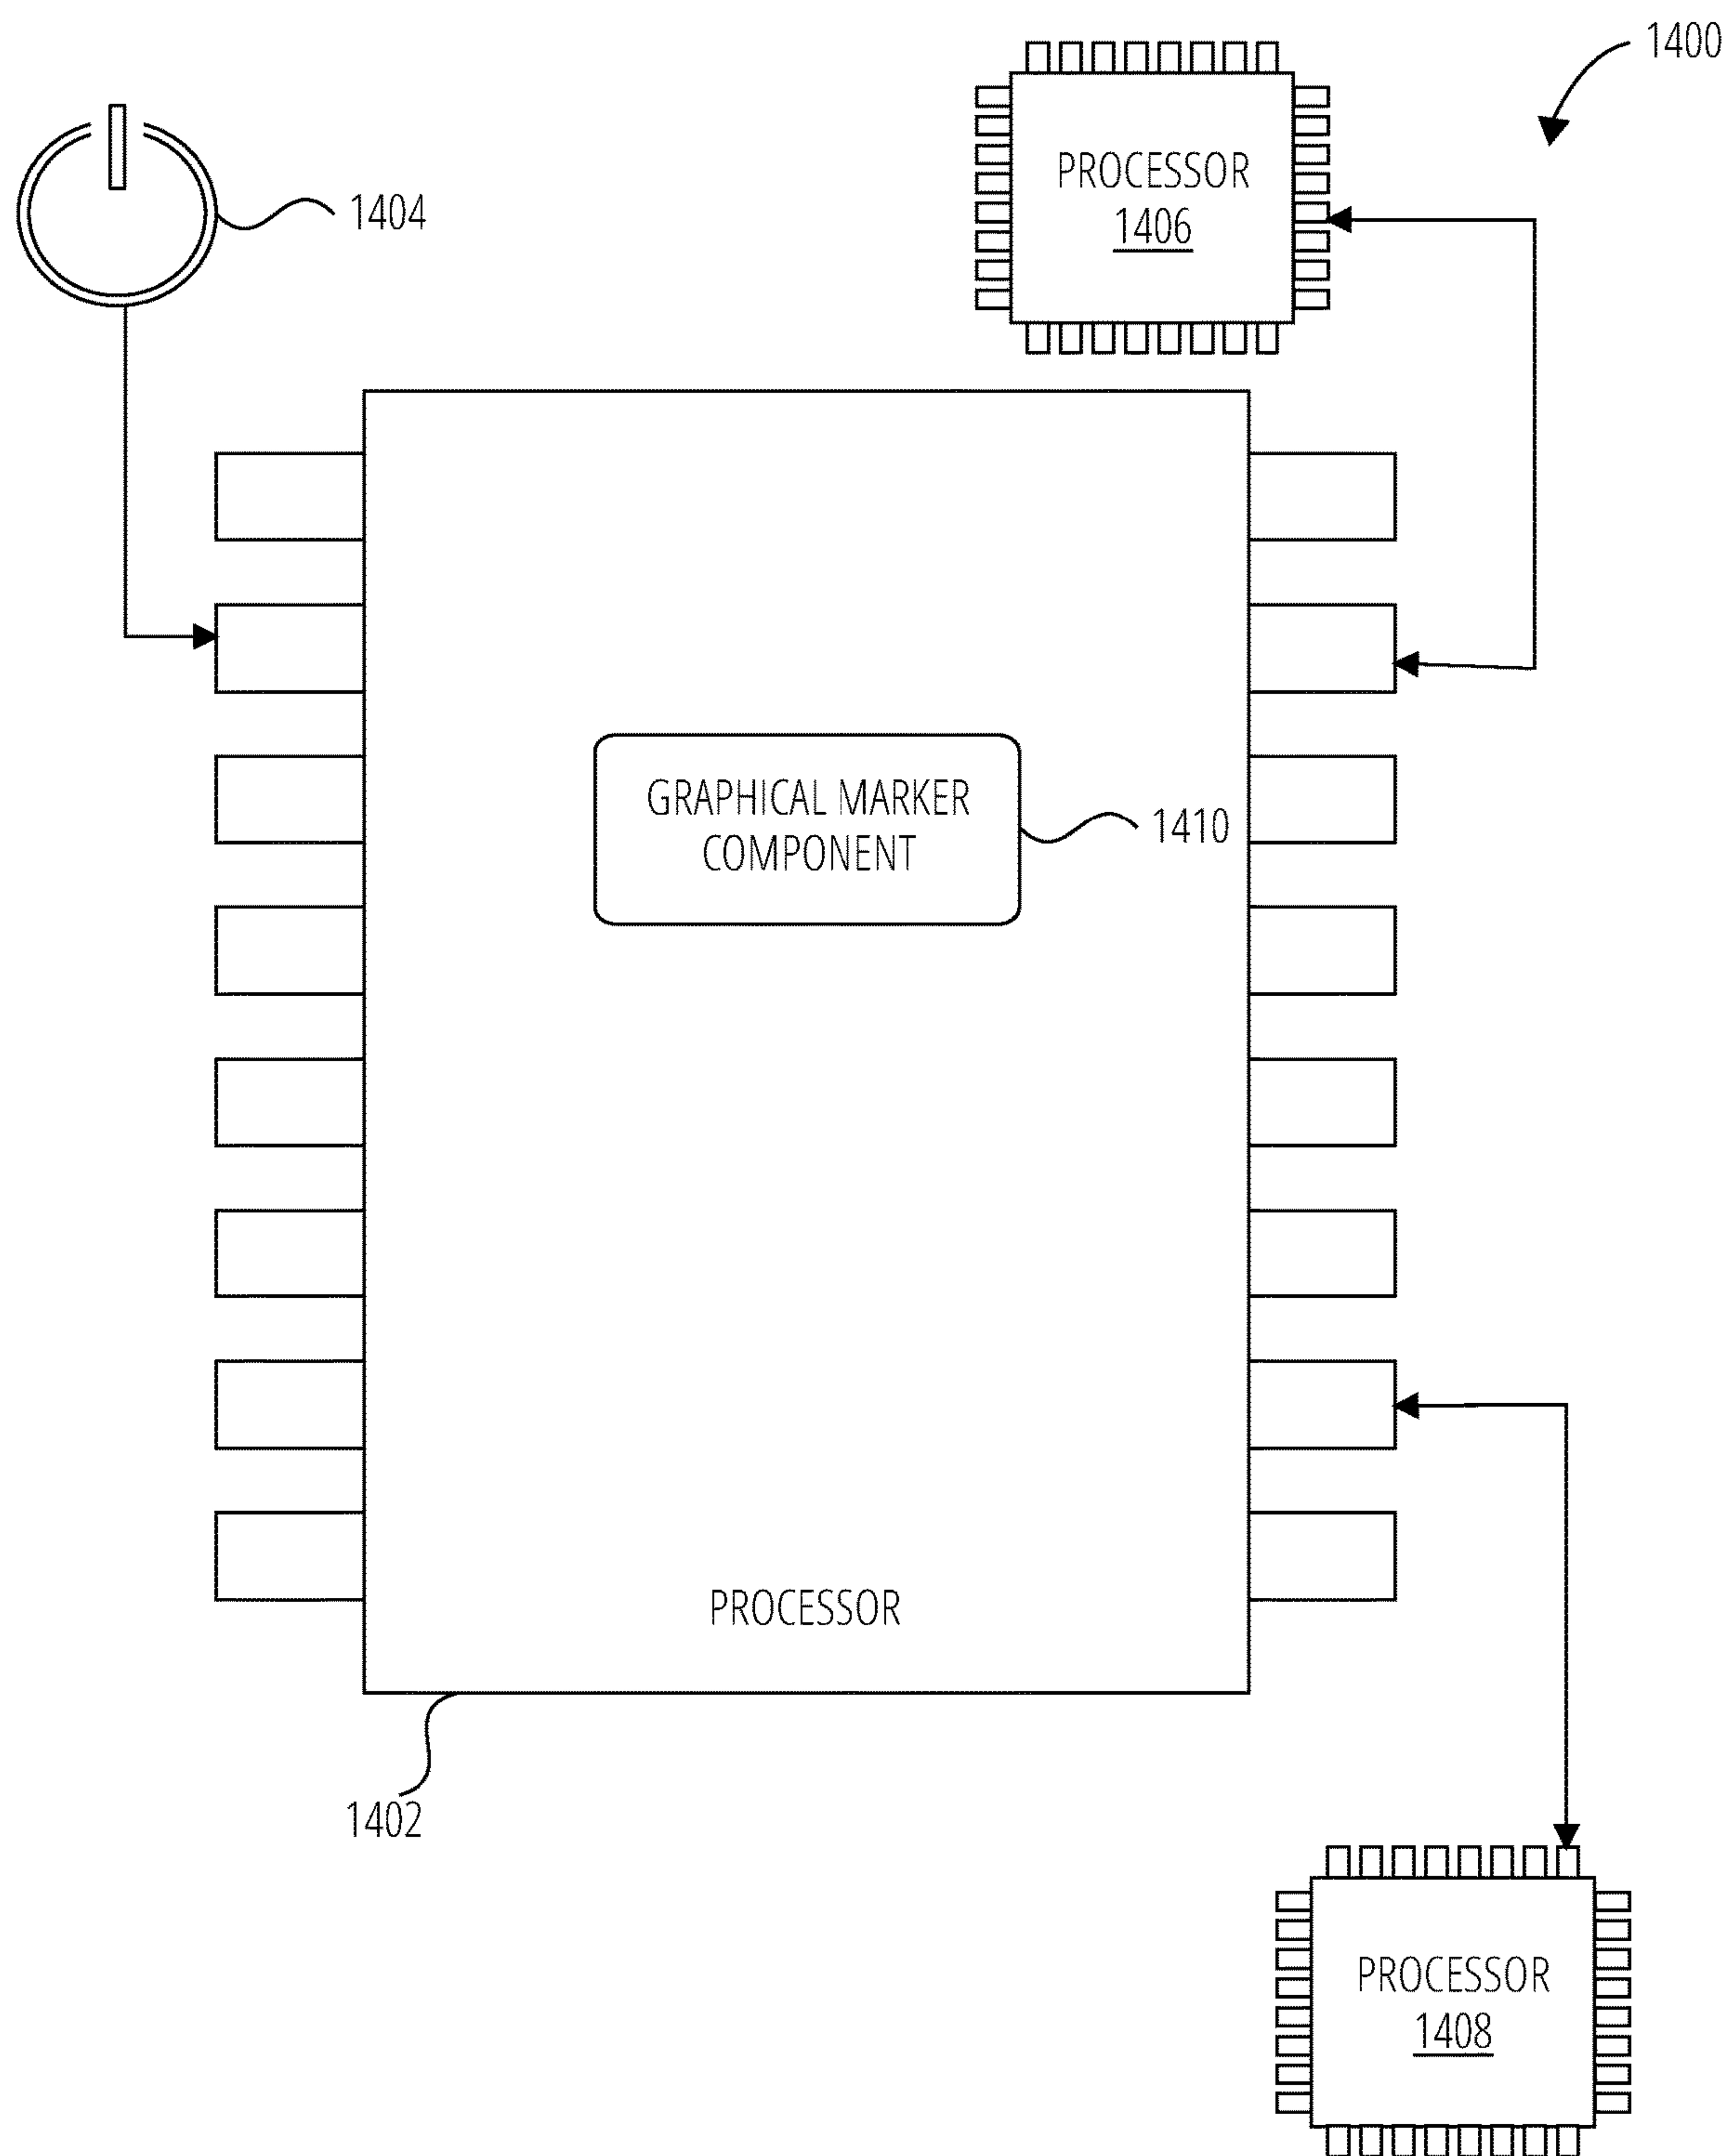 1400
PROCESSOR
1406
1404
GRAPHICAL MARKER
COMPONENT
1410
PROCESSOR
1402
PROCESSOR
1408